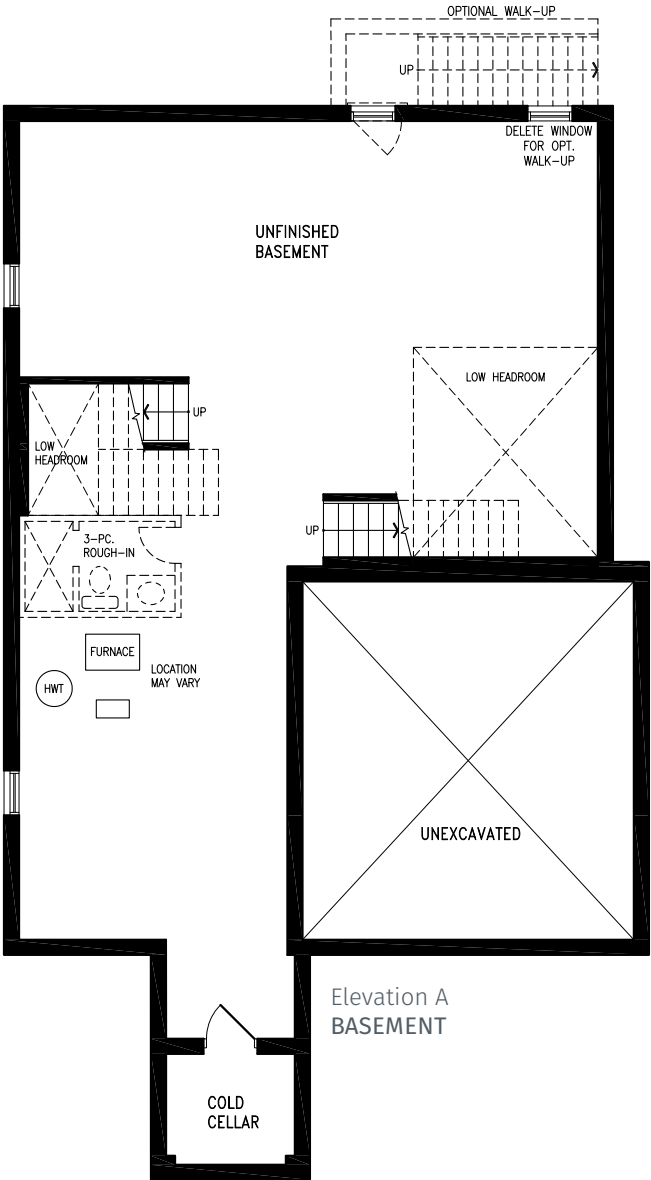 OPTIONAL WALK-UP
UP
DELETE WINDOW
FOR OPT.
WALK-UP
UNFINISHED
BASEMENT
LOW HEADROOM
UP
LOW
HEADROOM
UP
3-PC.
ROUGH-IN
FURNACE
LOCATION
MAY VARY
HWT
UNEXCAVATED
Elevation A
BASEMENT
COLD
CELLAR